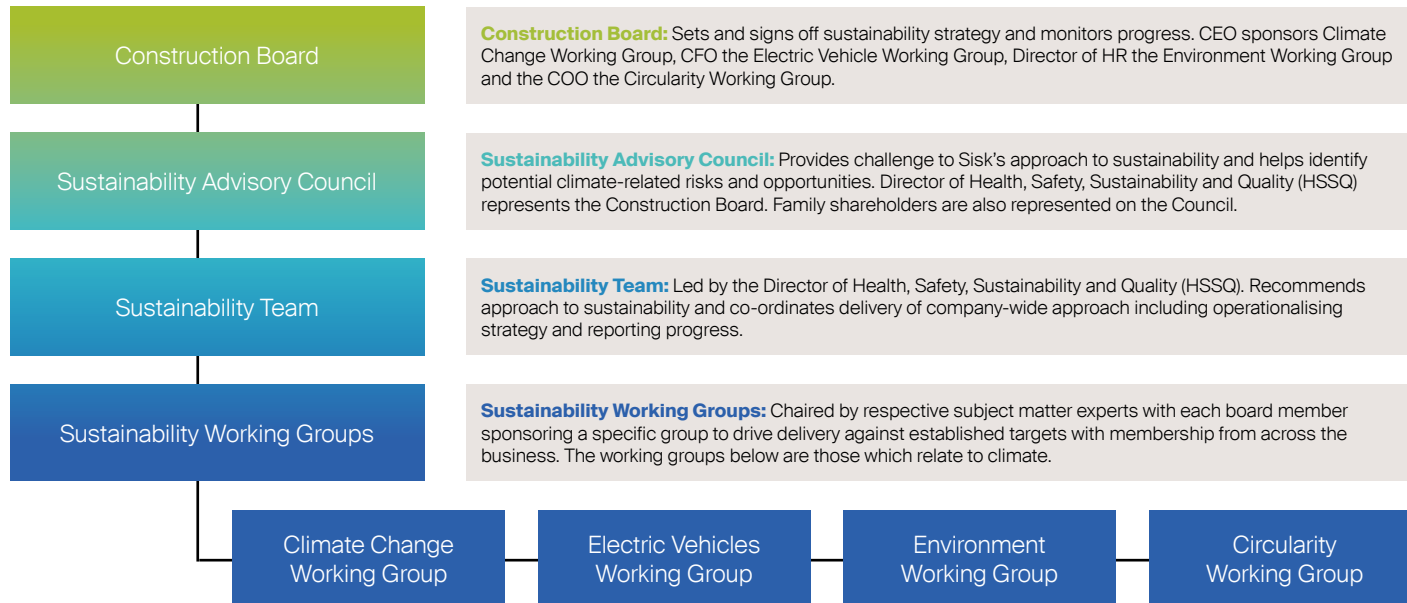 Construction Board
Construction Board: Sets and signs off sustainability strategy and monitors progress. CEO sponsors Climate
Change Working Group, CFO the Electric Vehicle Working Group, Director of HR the Environment Working Group
and the COO the Circularity Working Group.
Sustainability Advisory Council
Sustainability Advisory Council: Provides challenge to Sisk's approach to sustainability and helps identify
potential climate-related risks and opportunities. Director of Health, Safety, Sustainability and Quality (HSSQ)
represents the Construction Board. Family shareholders are also represented on the Council.
Sustainability Team
Sustainability Team: Led by the Director of Health, Safety, Sustainability and Quality (HSSQ). Recommends
approach to sustainability and co-ordinates delivery of company-wide approach including operationalising
strategy and reporting progress.
Sustainability Working Groups
Sustainability Working Groups: Chaired by respective subject matter experts with each board member
sponsoring a specific group to drive delivery against established targets with membership from across the
business. The working groups below are those which relate to climate.
Climate Change
Working Group
Electric Vehicles
Working Group
Environment
Working Group
Circularity
Working Group